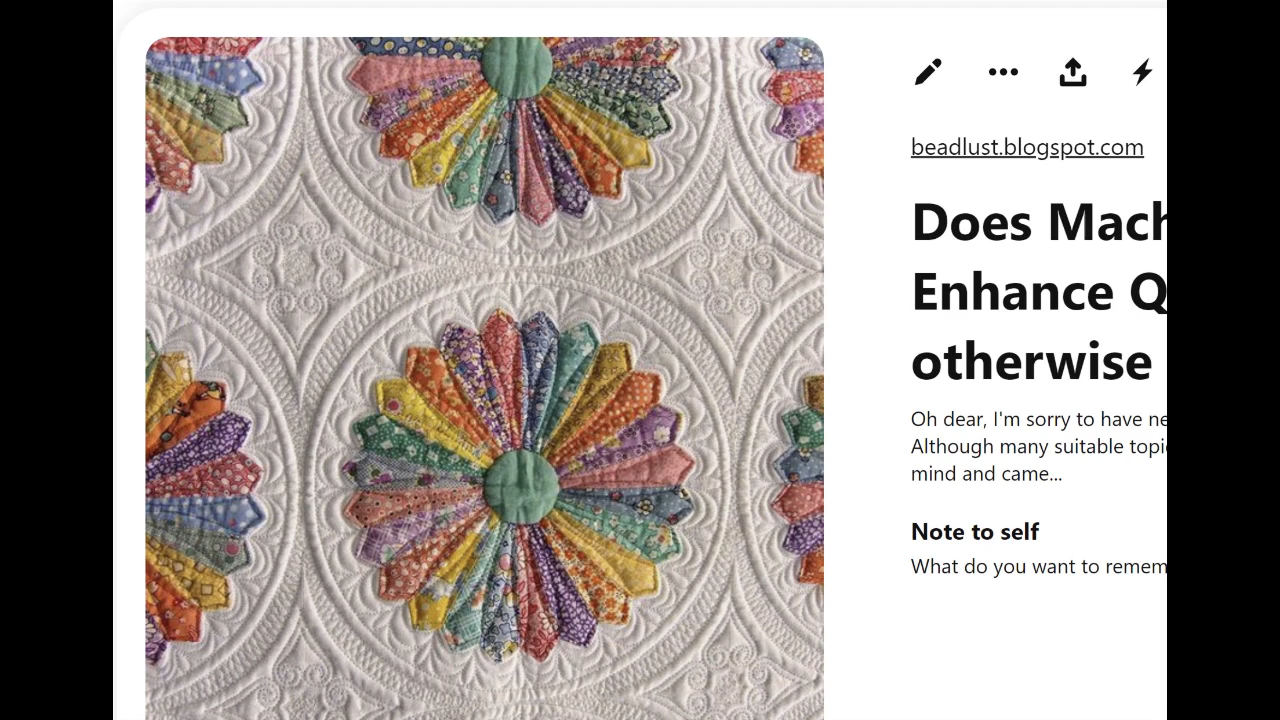 beadlust.blogspot.com
Does Mach
Enhance Q
otherwise
Oh dear, I'm sorry to have ne
Although many suitable topic
mind and came...
Note to self
What do you want to remem